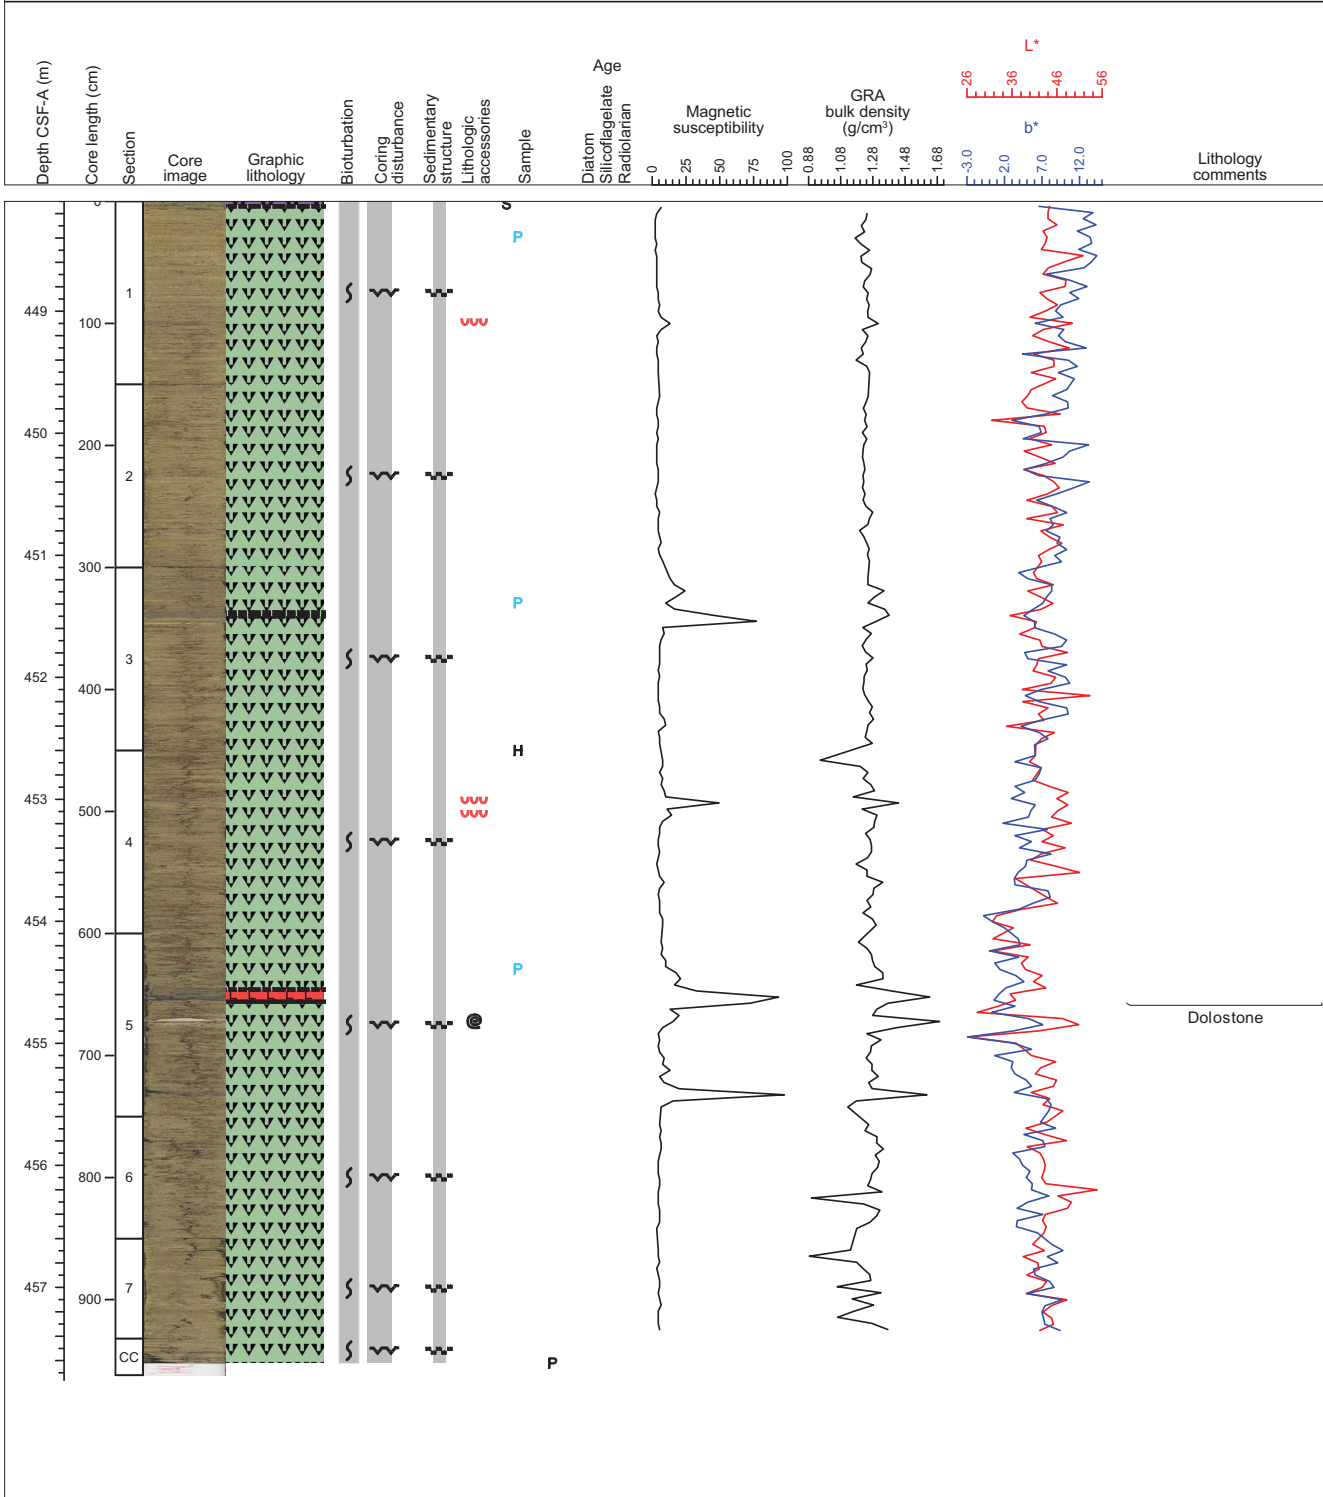 Depth CSF-A (m)
Core length (cm)
Section
Core
image
Graphic
lithology
Bioturbation
Coring
disturbance
Sedimentary
structure
Lithologic
accessories
Sample
Age
Diatom
Silicoflagelate
Radiolarian
Magnetic
susceptibility
0 25 50 75 100
GRA
bulk density
(g/cm³)
0.88 1.08 1.28 1.48 1.68
L*
26 36 46 56
b*
-3.0 2.0 7.0 12.0
Lithology
comments
0
S
P
1
449
100
450
200
2
451
300
P
3
452
400
H
453
500
4
454
600
P
Dolostone
5
455
700
456
800
6
457
900
7
CC
P